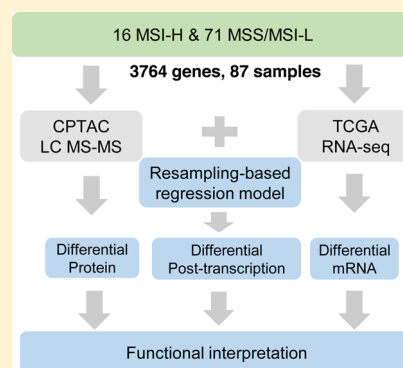 16 MSI-H & 71 MSS/MSI-L
3764 genes, 87 samples
CPTAC
LC MS-MS
TCGA
RNA-seq
Resampling-based
regression model
Differential
Protein
Differential
Post-transcription
Differential
mRNA
Functional interpretation